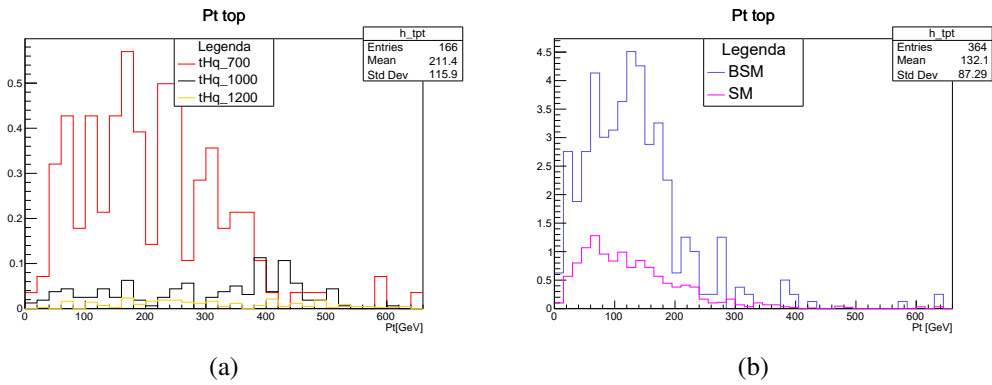 Pt top
h_tpt
Entries 166
Mean 211.4
Std Dev 115.9
Legenda
tHq_700
tHq_1000
tHq_1200
0.5
0.4
0.3
0.2
0.1
0
0 100 200 300 400 500 600
Pt[GeV]
(a)
Pt top
h_tpt
Entries 364
Mean 132.1
Std Dev 87.29
Legenda
BSM
SM
4.5
4
3.5
3
2.5
2
1.5
1
0.5
0
0 100 200 300 400 500 600
Pt [GeV]
(b)